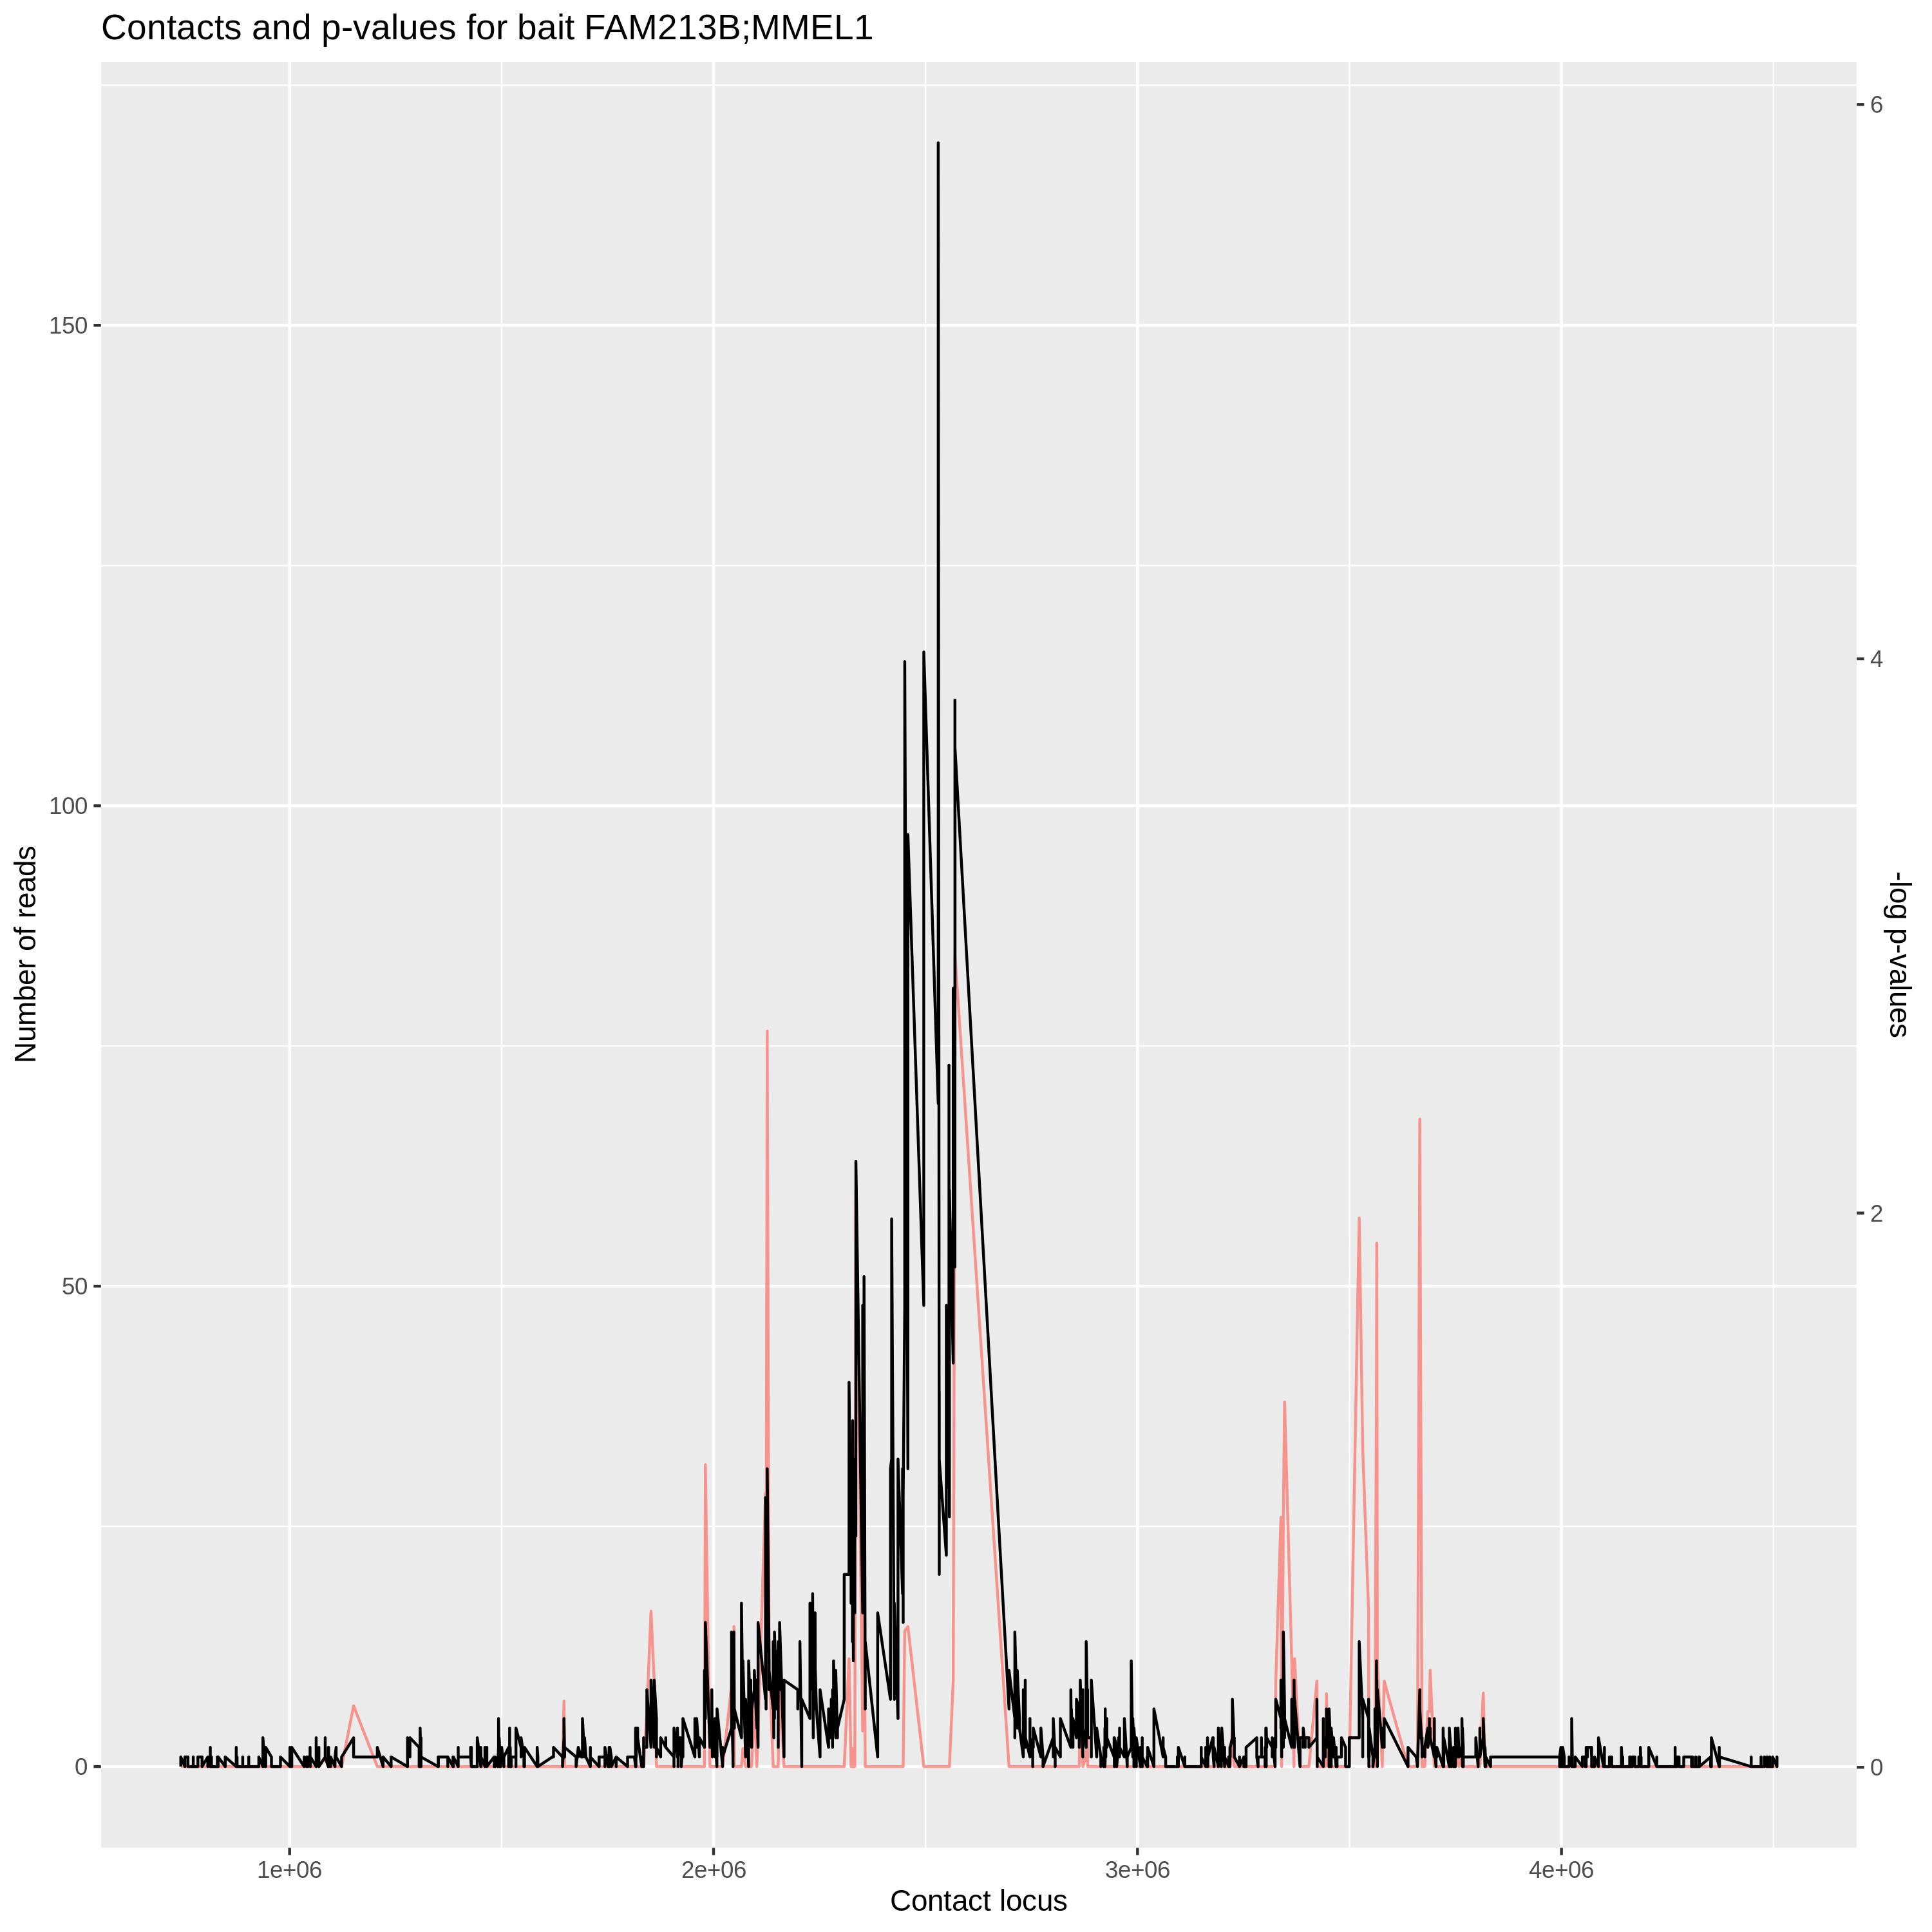 Contacts and p-values for bait FAM213B;MMEL1
Number of reads
150
100
50
0
6
4
2
0
-log p-values
1e+06
2e+06
3e+06
4e+06
Contact locus